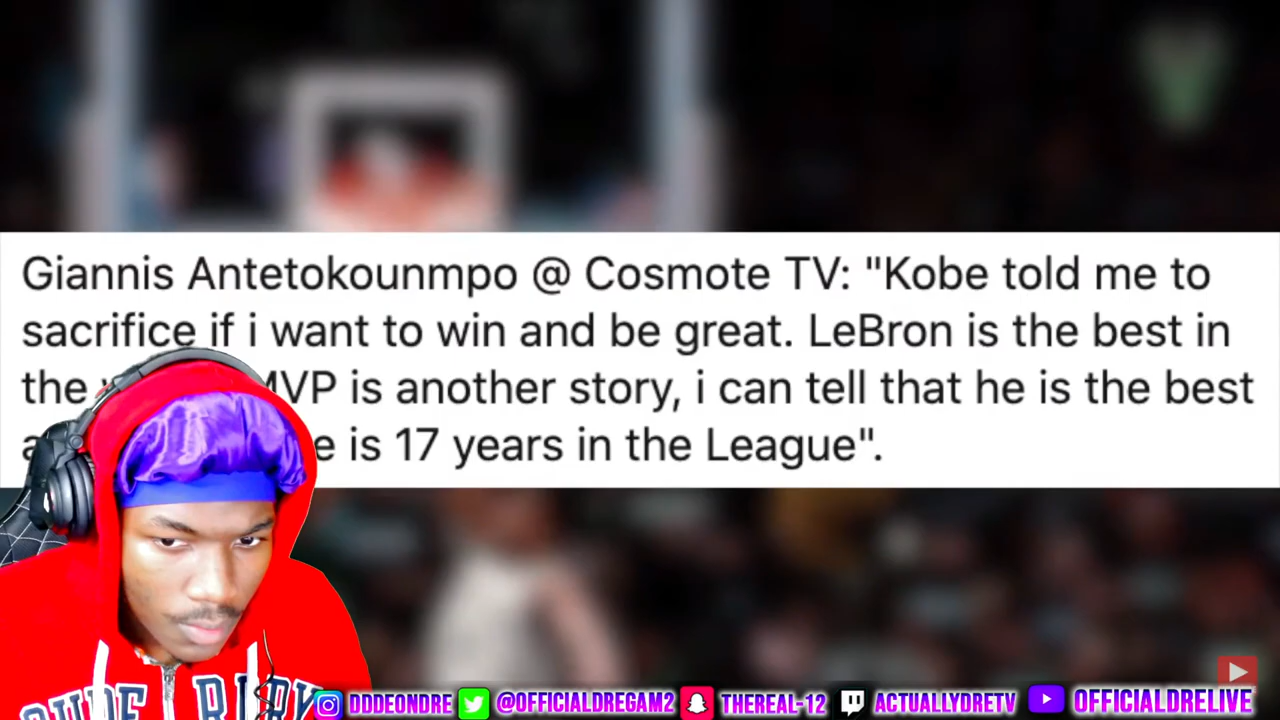 Giannis Antetokounmpo @ Cosmote TV: "Kobe told me to
sacrifice if i want to win and be great. LeBron is the best in
the MVP is another story, i can tell that he is the best
is 17 years in the League".
DDDEONDRE @OFFICIALDREGAM2 THEREAL-12 ACTUALLYDRETV OFFICIALDRELIVE